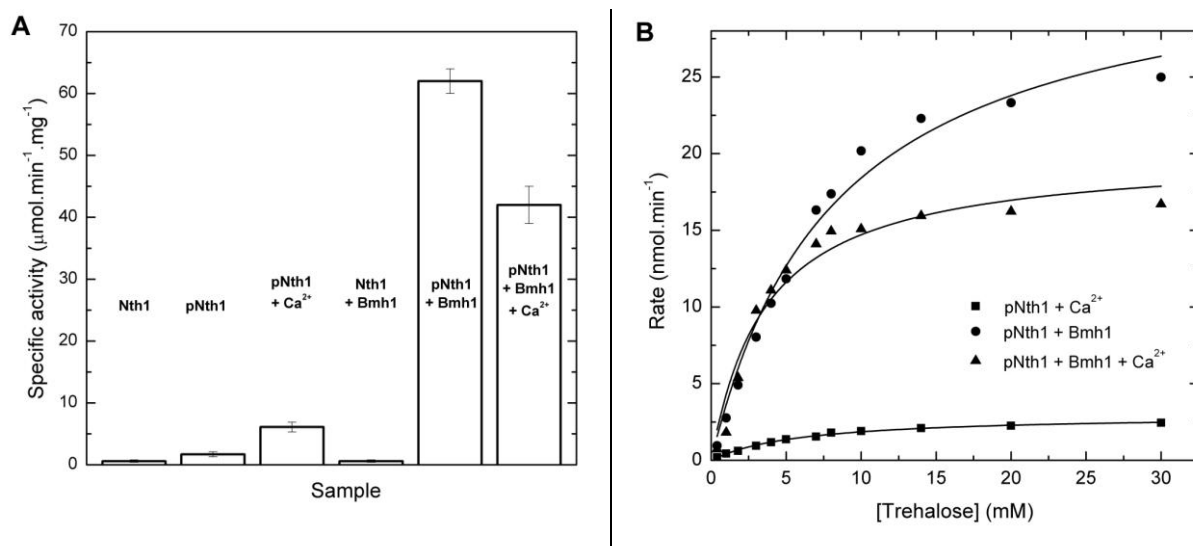 A
Specific activity (µmol.min⁻¹.mg⁻¹)
70
60
50
40
30
20
10
0
Nth1
pNth1
pNth1
+ Ca²⁺
Nth1
+ Bmh1
pNth1
+ Bmh1
pNth1
+ Bmh1
+ Ca²⁺
Sample
B
Rate (nmol.min⁻¹)
25
20
15
10
5
0
pNth1 + Ca²⁺
pNth1 + Bmh1
pNth1 + Bmh1 + Ca²⁺
0 5 10 15 20 25 30
[Trehalose] (mM)